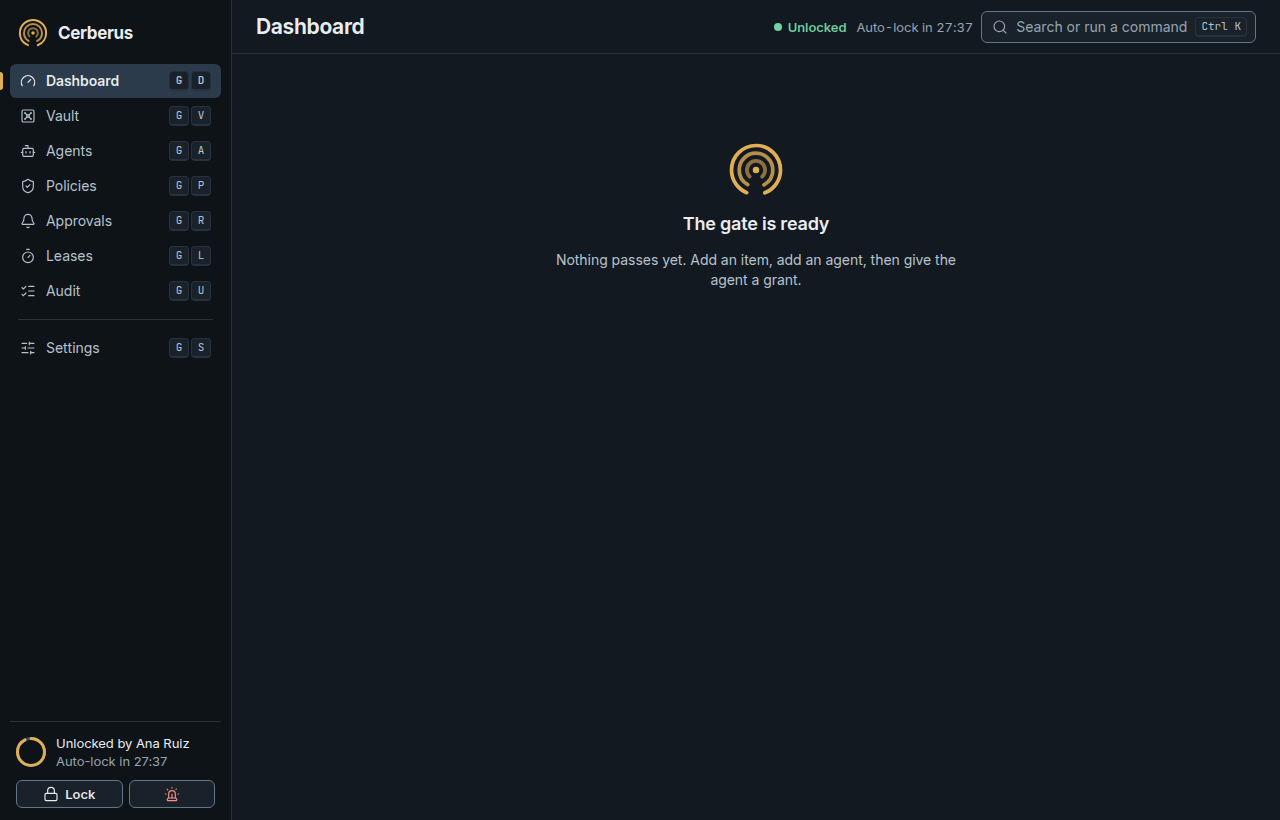 Cerberus
Dashboard G D
Vault G V
Agents G A
Policies G P
Approvals G R
Leases G L
Audit G U
Settings G S
Unlocked by Ana Ruiz
Auto-lock in 27:37
Lock
Dashboard
Unlocked Auto-lock in 27:37 Search or run a command Ctrl K
The gate is ready
Nothing passes yet. Add an item, add an agent, then give the
agent a grant.